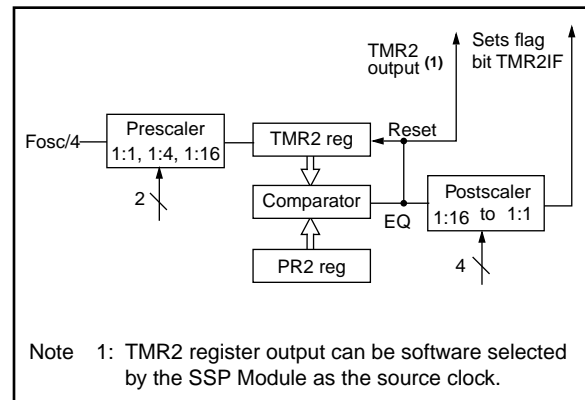 TMR2
output (1)
Sets flag
bit TMR2IF
Fosc/4
Prescaler
1:1, 1:4, 1:16
2
TMR2 reg
Reset
Comparator
EQ
Postscaler
1:16 to 1:1
PR2 reg
4
Note 1: TMR2 register output can be software selected
by the SSP Module as the source clock.